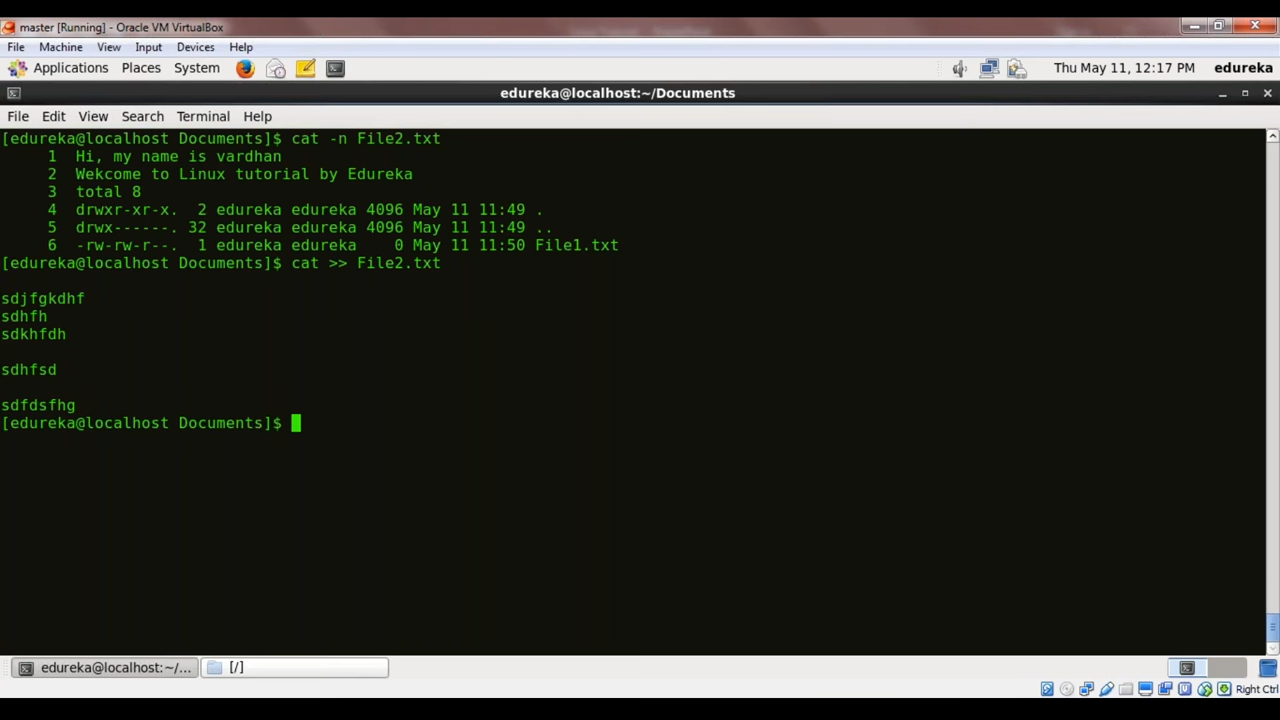 master [Running] - Oracle VM VirtualBox
File Machine View Input Devices Help
Applications Places System Thu May 11, 12:17 PM edureka
edureka@localhost:~/Documents
File Edit View Search Terminal Help
[edureka@localhost Documents]$ cat -n File2.txt
1 Hi, my name is vardhan
2 Wekcome to Linux tutorial by Edureka
3 total 8
4 drwxr-xr-x. 2 edureka edureka 4096 May 11 11:49 .
5 drwx------. 32 edureka edureka 4096 May 11 11:49 ..
6 -rw-rw-r--. 1 edureka edureka 0 May 11 11:50 File1.txt
[edureka@localhost Documents]$ cat >> File2.txt
sdjfgkdhf
sdhfh
sdkhfdh
sdhfsd
sdfdsfhg
[edureka@localhost Documents]$
edureka@localhost:~/... [/]
Right Ctrl